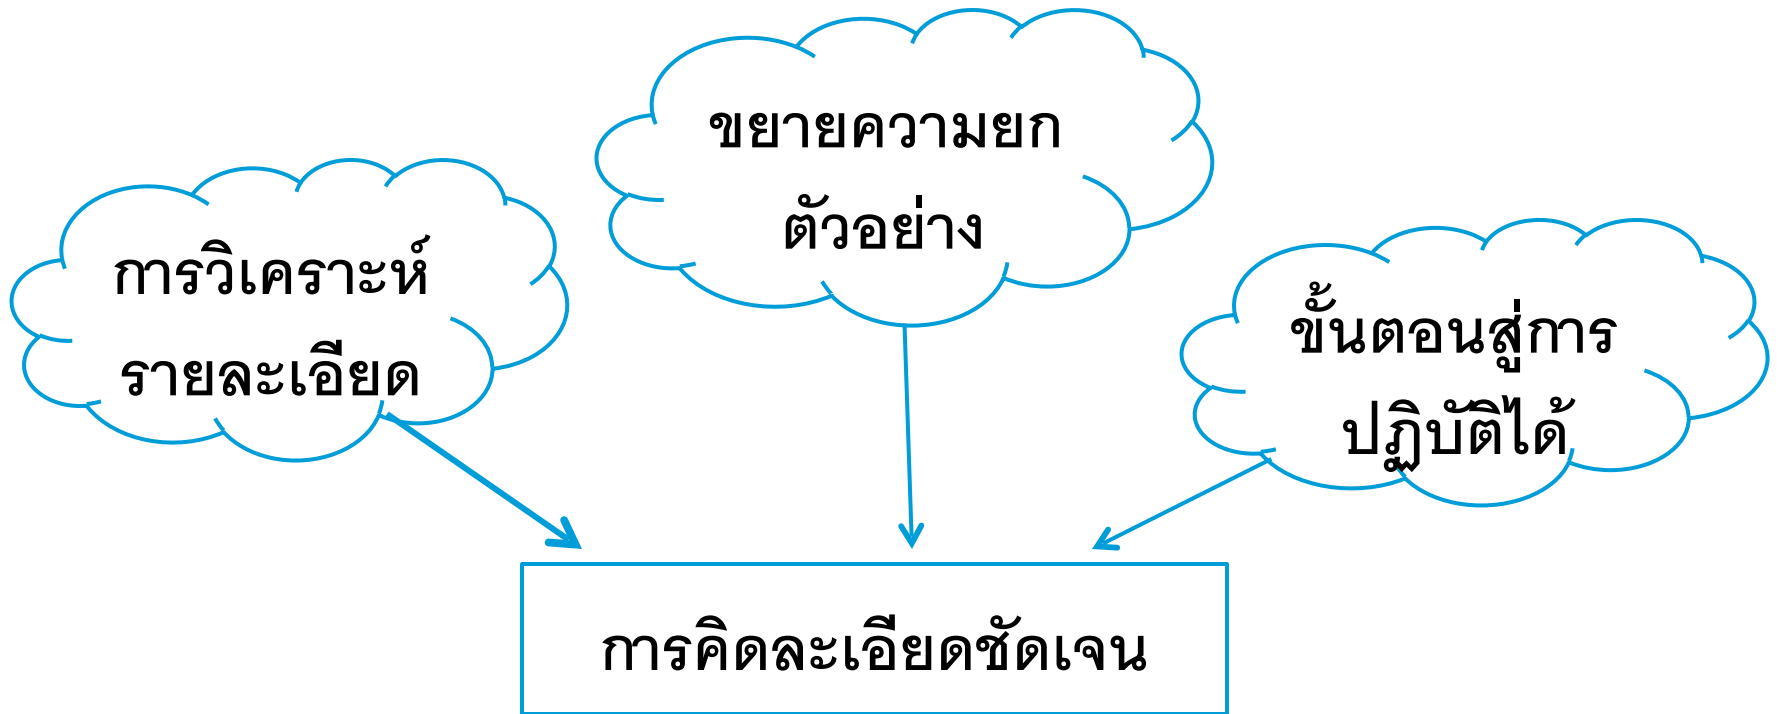 การวิเคราะห์
รายละเอียด
ขยายความยก
ตัวอย่าง
ขั้นตอนสู่การ
ปฏิบัติได้
การคิดละเอียดชัดเจน